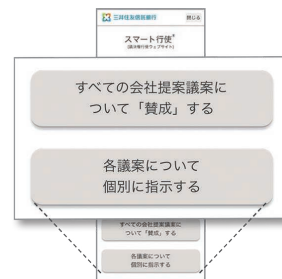 三井住友信託銀行 閉じる
スマート行使®
(議決権行使ウェブサイト)
すべての会社提案議案に
ついて「賛成」する
各議案について
個別に指示する
すべての会社提案議案に
ついて「賛成」する
各議案について
個別に指示する